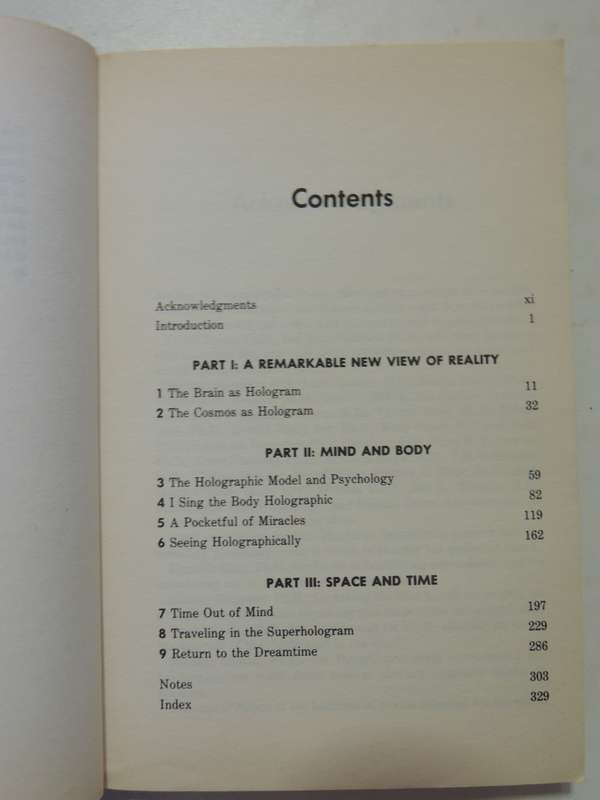 Contents
Acknowledgments xi
Introduction 1
PART I: A REMARKABLE NEW VIEW OF REALITY
1 The Brain as Hologram 11
2 The Cosmos as Hologram 32
PART II: MIND AND BODY
3 The Holographic Model and Psychology 59
4 I Sing the Body Holographic 82
5 A Pocketful of Miracles 119
6 Seeing Holographically 162
PART III: SPACE AND TIME
7 Time Out of Mind 197
8 Traveling in the Superhologram 229
9 Return to the Dreamtime 286
Notes 303
Index 329